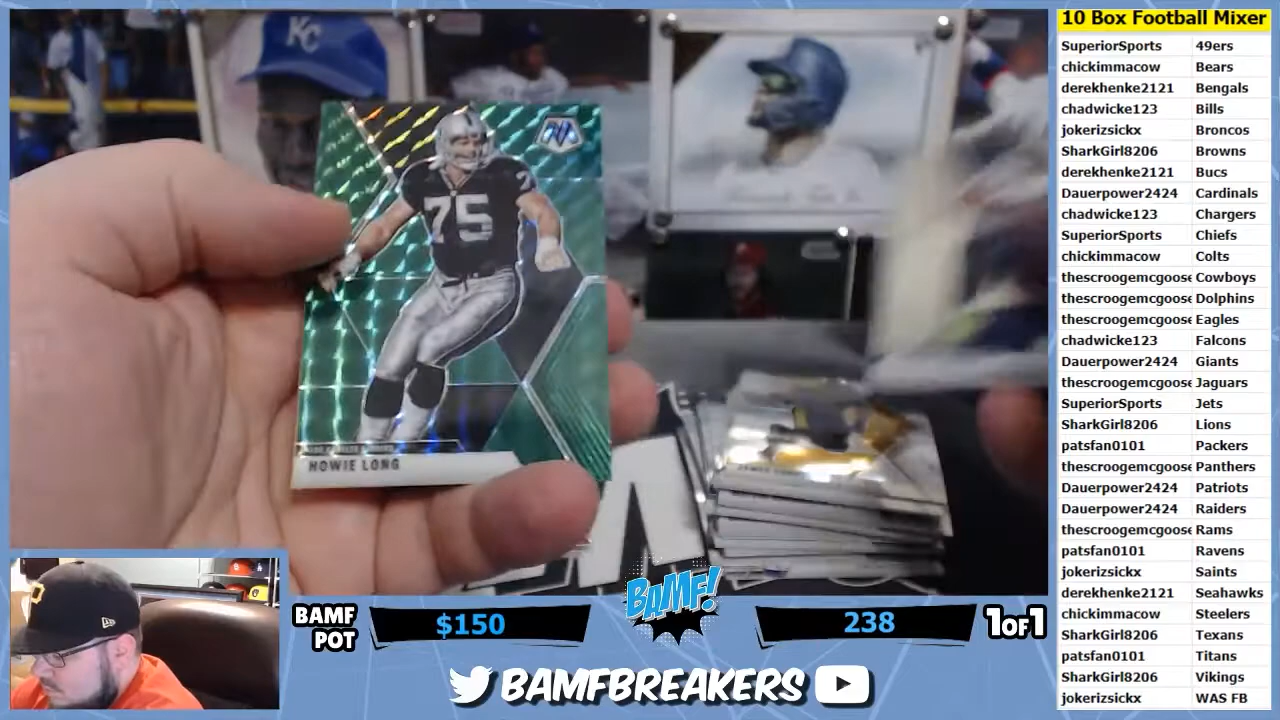 10 Box Football Mixer
SuperiorSports 49ers
chickimmacow Bears
derekhenke2121 Bengals
chadwicke123 Bills
jokerizsickx Broncos
SharkGirl8206 Browns
derekhenke2121 Bucs
Dauerpower2424 Cardinals
chadwicke123 Chargers
SuperiorSports Chiefs
chickimmacow Colts
thescroogemcgoose Cowboys
thescroogemcgoose Dolphins
thescroogemcgoose Eagles
chadwicke123 Falcons
Dauerpower2424 Giants
thescroogemcgoose Jaguars
SuperiorSports Jets
SharkGirl8206 Lions
patsfan0101 Packers
thescroogemcgoose Panthers
Dauerpower2424 Patriots
Dauerpower2424 Raiders
thescroogemcgoose Rams
patsfan0101 Ravens
jokerizsickx Saints
derekhenke2121 Seahawks
chickimmacow Steelers
SharkGirl8206 Texans
patsfan0101 Titans
SharkGirl8206 Vikings
jokerizsickx WAS FB
KC
75
HOWIE LONG
BAMF POT
$150
BAMF!
238
1OF1
BAMFBREAKERS